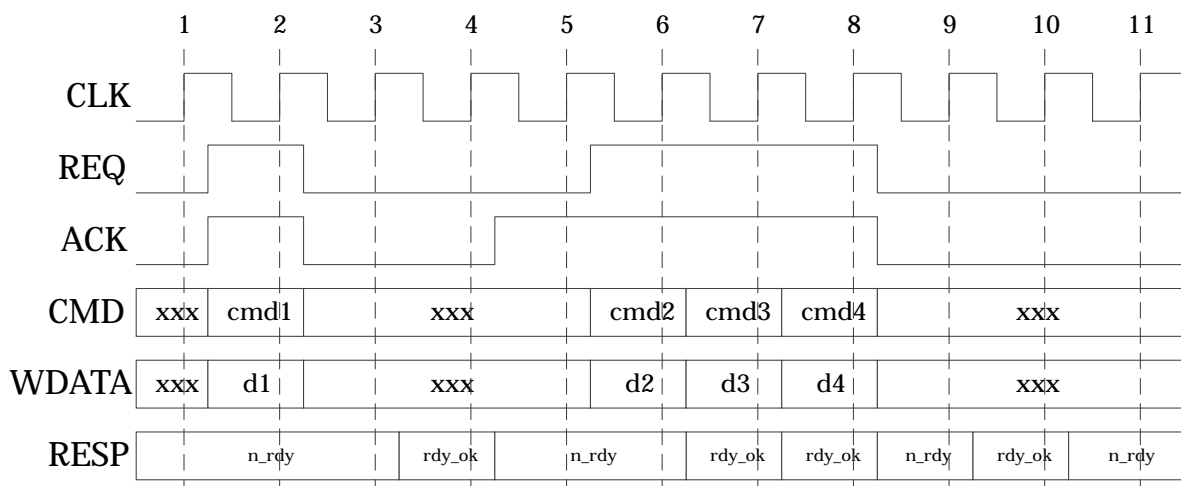 1 2 3 4 5 6 7 8 9 10 11
CLK
REQ
ACK
CMD xxx cmd1 xxx cmd2 cmd3 cmd4 xxx
WDATA xxx d1 xxx d2 d3 d4 xxx
RESP n_rdy rdy_ok n_rdy rdy_ok rdy_ok n_rdy rdy_ok n_rdy